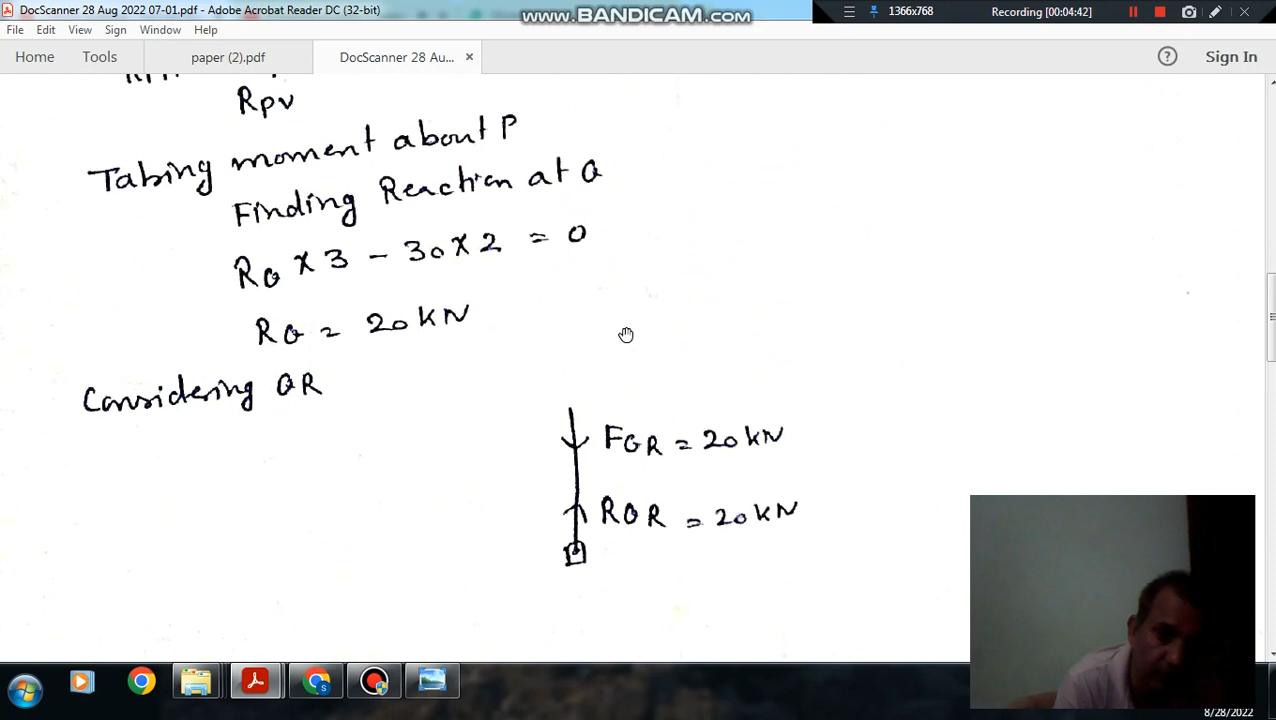 DocScanner 28 Aug 2022 07-01.pdf - Adobe Acrobat Reader DC (32-bit)
www.BANDICAM.com
1366x768
Recording [00:04:42]
File Edit View Sign Window Help
Home Tools paper (2).pdf DocScanner 28 Au... × Sign In
Rpv
Tabing moment about P
Finding Reaction at Q
RQ × 3 - 30 × 2 = 0
RQ = 20 kN
Considering QR
FQR = 20 kN
RQR = 20 kN
8/28/2022